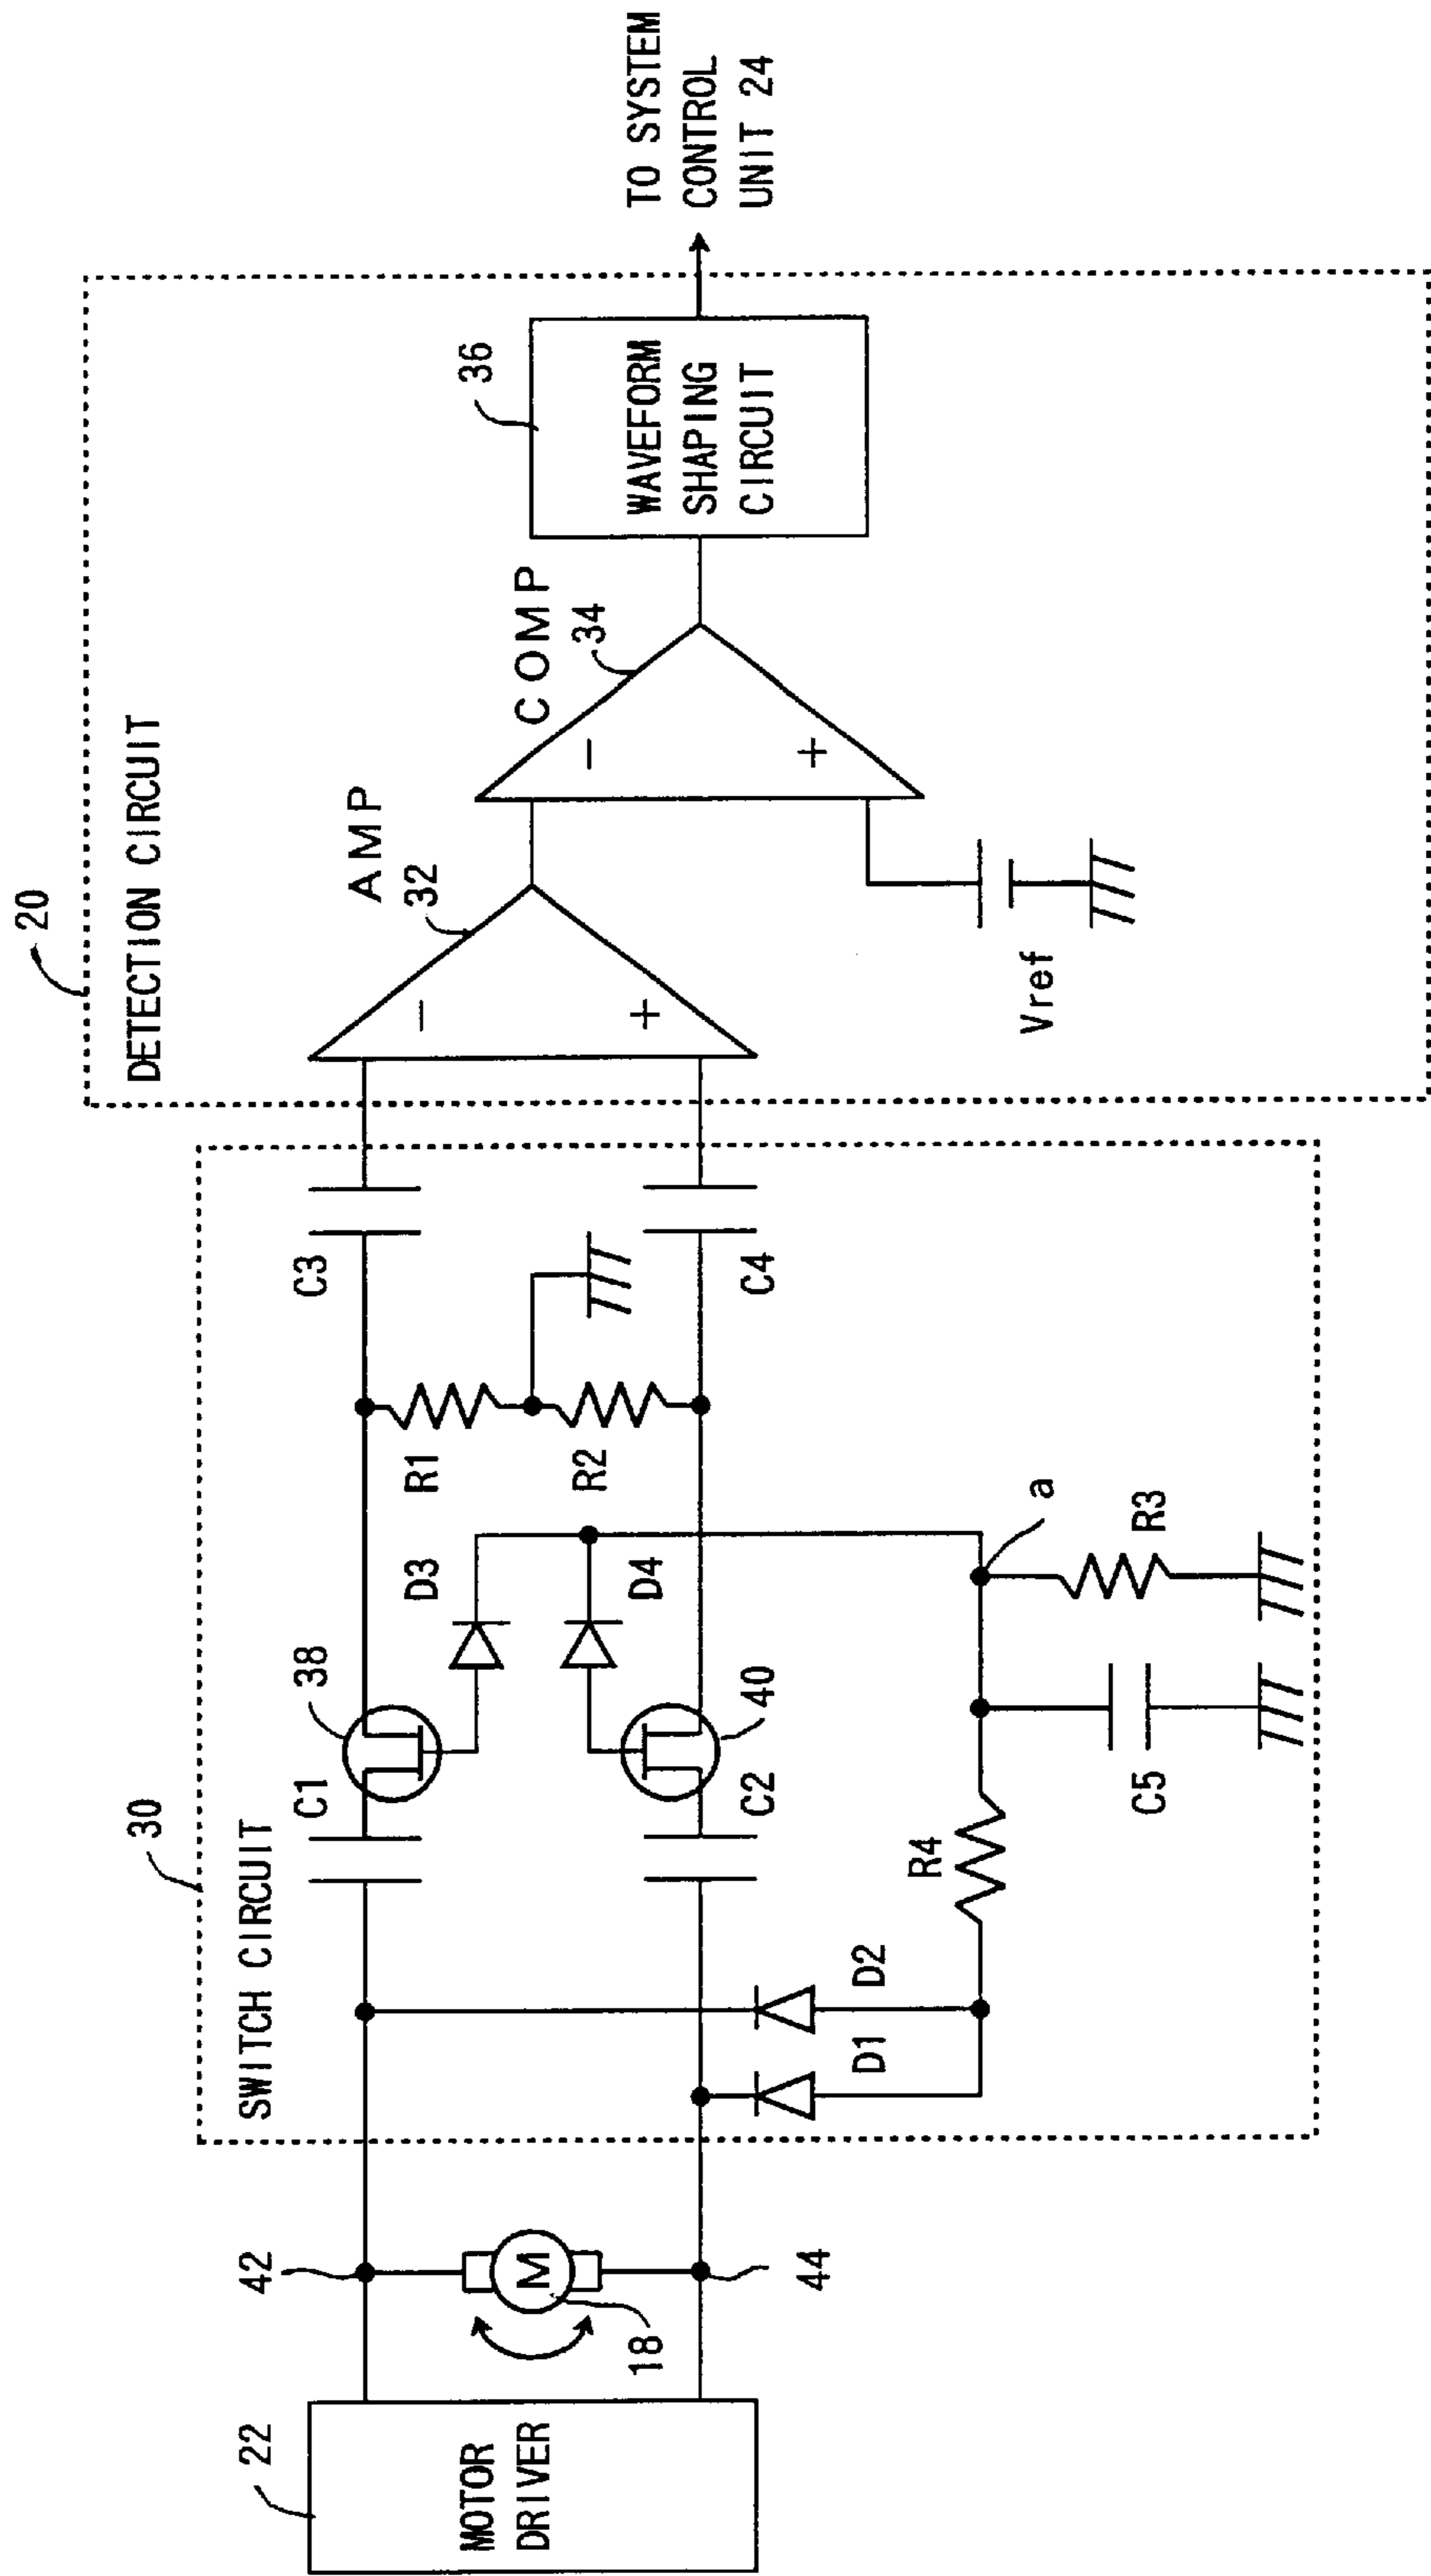 20
DETECTION CIRCUIT
30
SWITCH CIRCUIT
22
MOTOR
DRIVER
42
M
18
44
C1
38
C3
AMP
32
−
+
COMP
34
−
+
36
WAVEFORM
SHAPING
CIRCUIT
TO SYSTEM
CONTROL
UNIT 24
D3
R1
D4
R2
C2
40
C4
D1
D2
R4
a
C5
R3
Vref